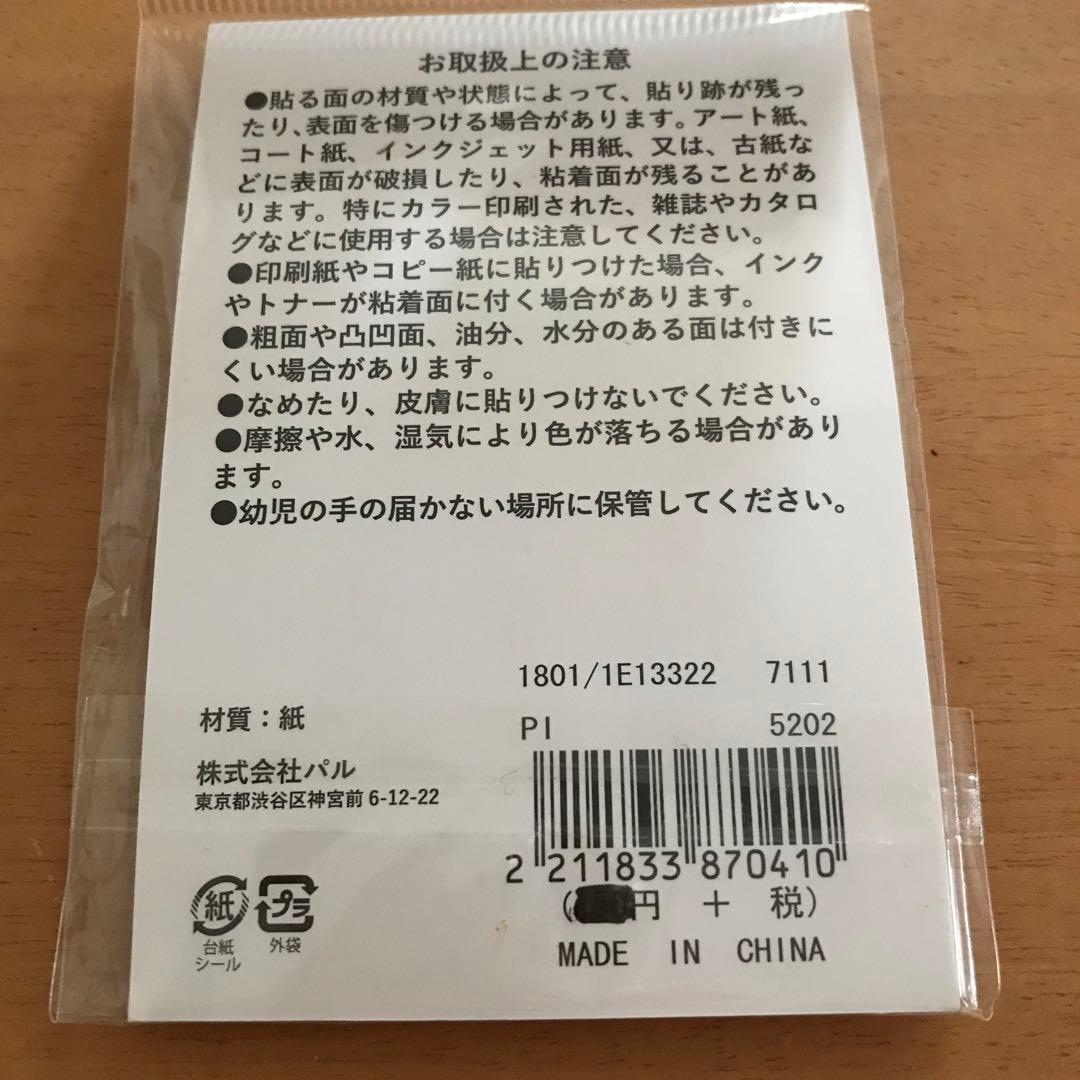 お取扱上の注意
●貼る面の材質や状態によって、貼り跡が残っ
たり、表面を傷つける場合があります。アート紙、
コート紙、インクジェット用紙、又は、古紙な
どに表面が破損したり、粘着面が残ることがあ
ります。特にカラー印刷された、雑誌やカタロ
グなどに使用する場合は注意してください。
●印刷紙やコピー紙に貼りつけた場合、インク
やトナーが粘着面に付く場合があります。
●粗面や凸凹面、油分、水分のある面は付きに
くい場合があります。
●なめたり、皮膚に貼りつけないでください。
●摩擦や水、湿気により色が落ちる場合があり
ます。
●幼児の手の届かない場所に保管してください。
1801/1E13322 7111
PI 5202
材質：紙
株式会社パル
東京都渋谷区神宮前 6-12-22
2 211833 870410
(円 + 税)
MADE IN CHINA
紙
台紙
シール
プラ
外袋